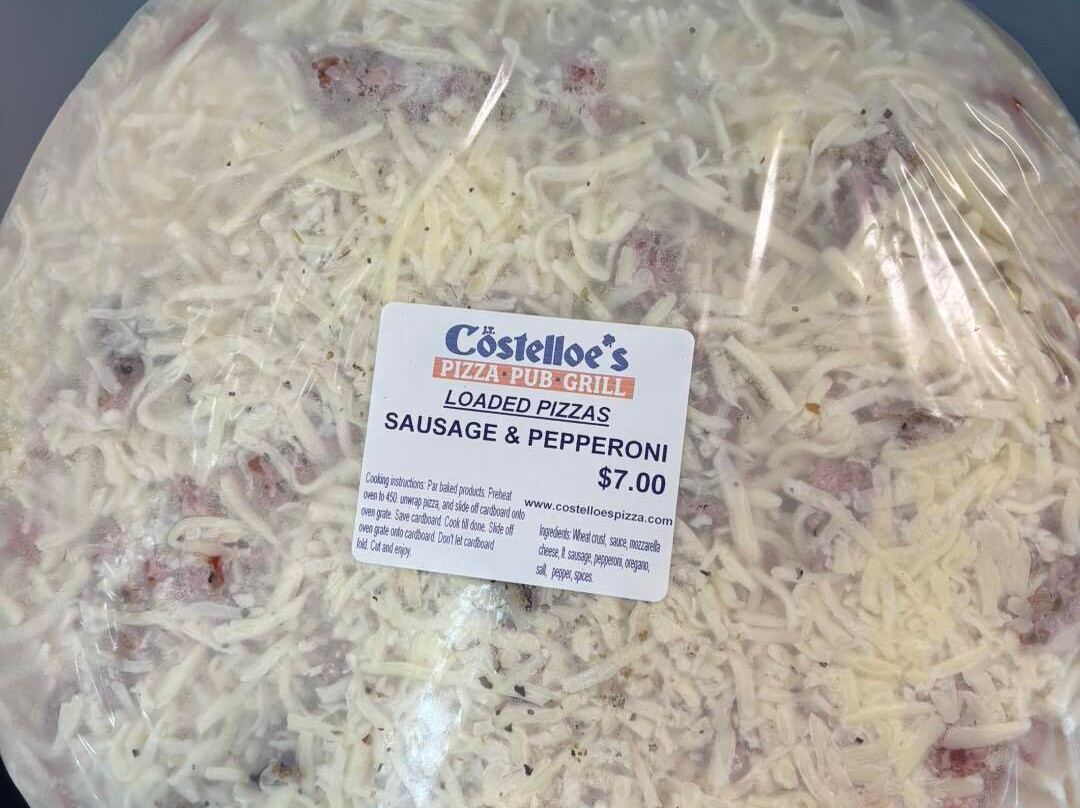 J.T.
Costelloe's
PIZZA·PUB·GRILL
LOADED PIZZAS
SAUSAGE & PEPPERONI
$7.00
Cooking instructions: Par baked products. Preheat
oven to 450. unwrap pizza, and slide off cardboard onto
oven grate. Save cardboard. Cook till done. Slide off
oven grate onto cardboard. Don't let cardboard
fold. Cut and enjoy.
www.costelloespizza.com
Ingredients: Wheat crust, sauce, mozzarella
cheese, It. sausage, pepperoni, oregano,
salt, pepper, spices.